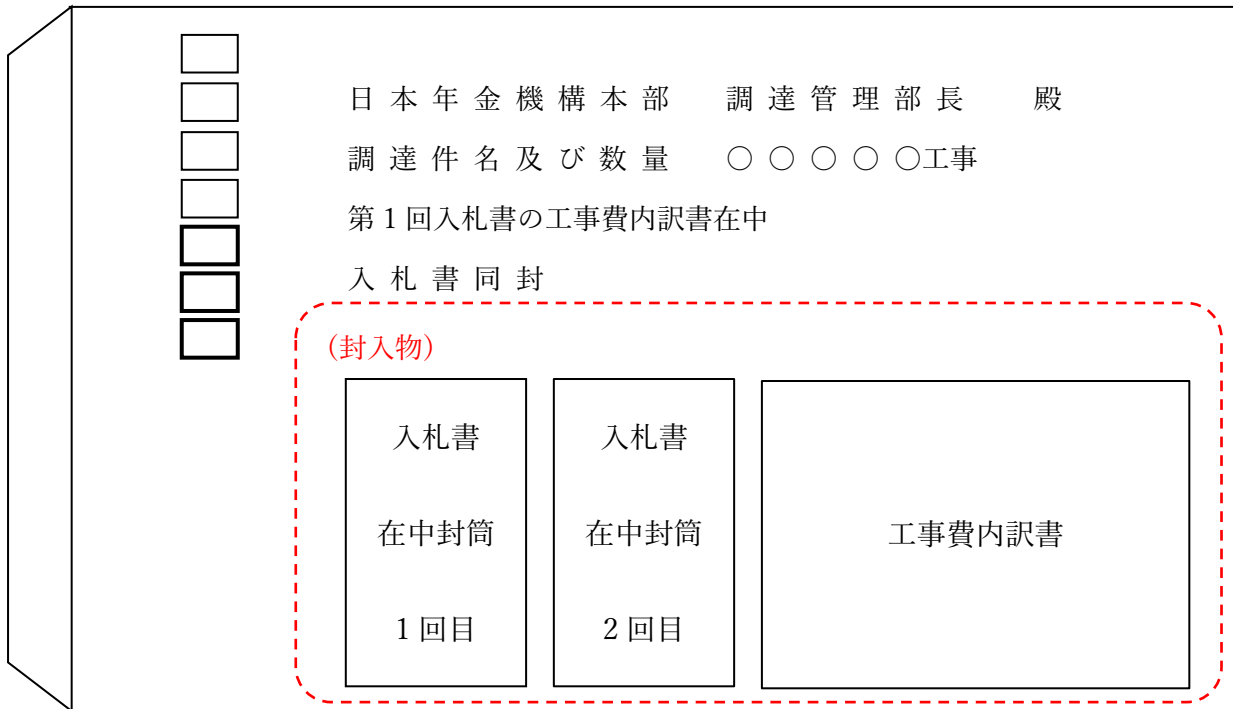 日本年金機構本部　調達管理部長　殿
調達件名及び数量　○○○○○工事
第1回入札書の工事費内訳書在中
入札書同封
(封入物)
入札書
在中封筒
1回目
入札書
在中封筒
2回目
工事費内訳書